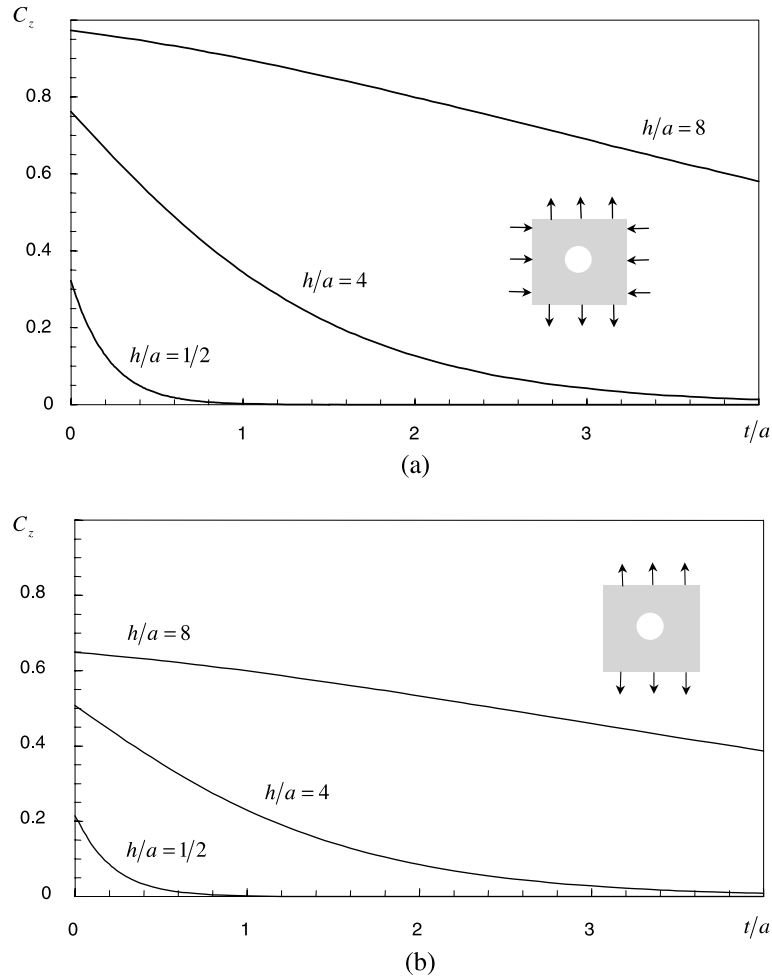 C_z
0.8
0.6
0.4
0.2
0
h/a = 8
h/a = 4
h/a = 1/2
0 1 2 3 t/a
(a)
C_z
0.8
0.6
0.4
0.2
0
h/a = 8
h/a = 4
h/a = 1/2
0 1 2 3 t/a
(b)